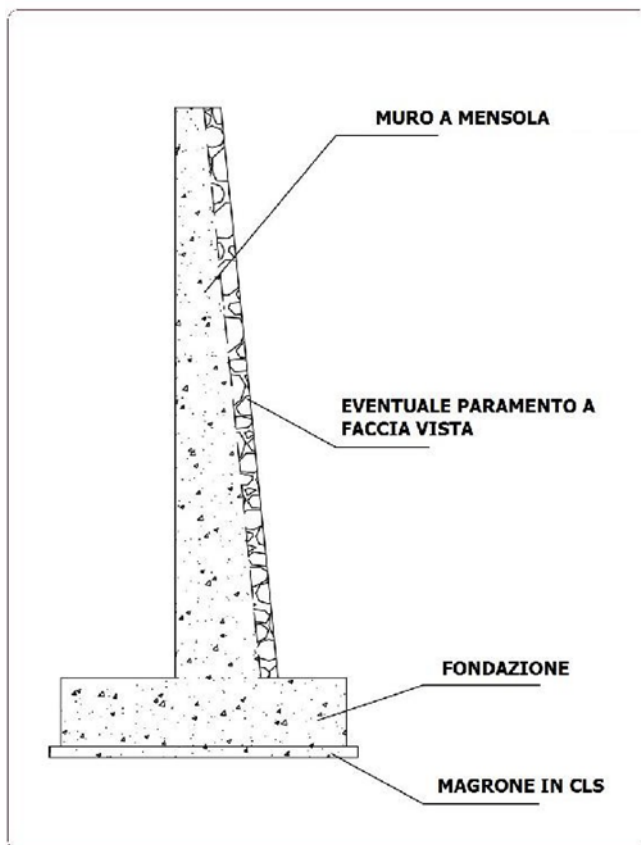 MURO A MENSOLA
EVENTUALE PARAMENTO A
FACCIA VISTA
FONDAZIONE
MAGRONE IN CLS